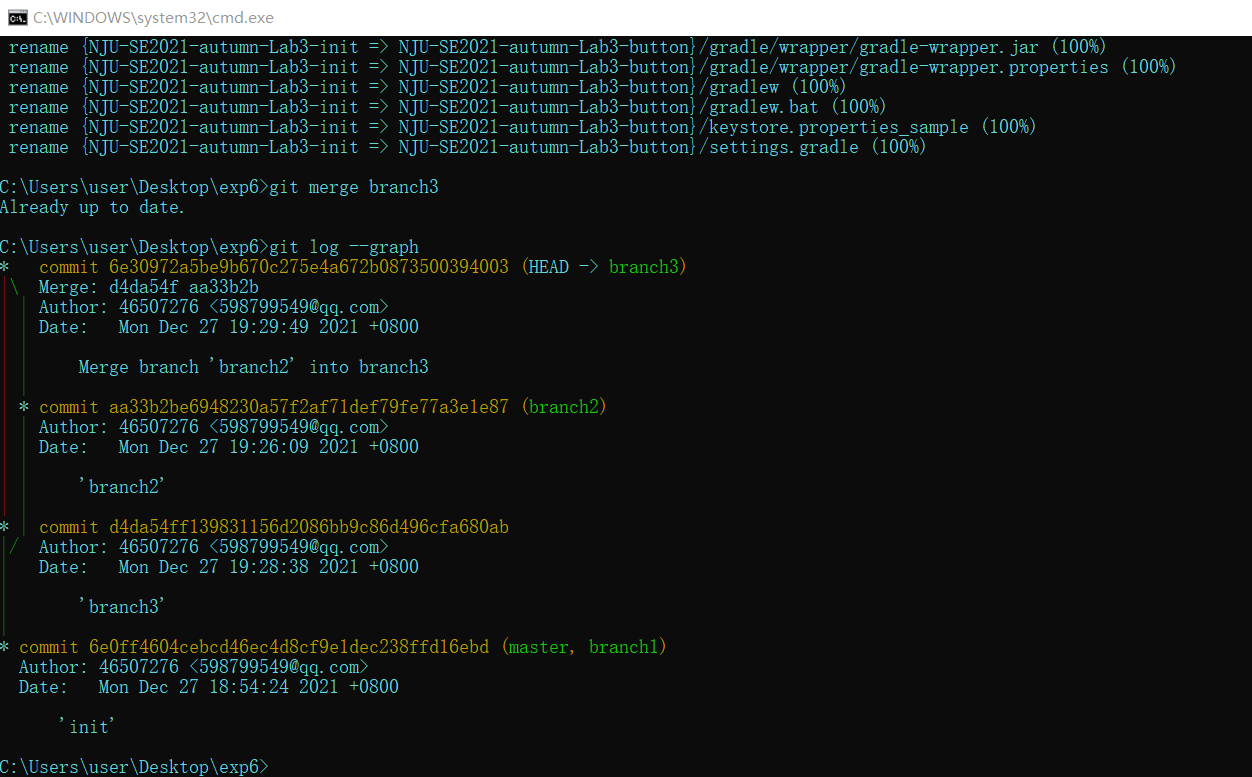 C:\WINDOWS\system32\cmd.exe
rename {NJU-SE2021-autumn-Lab3-init => NJU-SE2021-autumn-Lab3-button}/gradle/wrapper/gradle-wrapper.jar (100%)
rename {NJU-SE2021-autumn-Lab3-init => NJU-SE2021-autumn-Lab3-button}/gradle/wrapper/gradle-wrapper.properties (100%)
rename {NJU-SE2021-autumn-Lab3-init => NJU-SE2021-autumn-Lab3-button}/gradlew (100%)
rename {NJU-SE2021-autumn-Lab3-init => NJU-SE2021-autumn-Lab3-button}/gradlew.bat (100%)
rename {NJU-SE2021-autumn-Lab3-init => NJU-SE2021-autumn-Lab3-button}/keystore.properties_sample (100%)
rename {NJU-SE2021-autumn-Lab3-init => NJU-SE2021-autumn-Lab3-button}/settings.gradle (100%)
C:\Users\user\Desktop\exp6>git merge branch3
Already up to date.
C:\Users\user\Desktop\exp6>git log --graph
*   commit 6e30972a5be9b670c275e4a672b0873500394003 (HEAD -> branch3)
|\  Merge: d4da54f aa33b2b
| | Author: 46507276 <598799549@qq.com>
| | Date:   Mon Dec 27 19:29:49 2021 +0800
| |
| |     Merge branch 'branch2' into branch3
| |
| * commit aa33b2be6948230a57f2af71def79fe77a3e1e87 (branch2)
| | Author: 46507276 <598799549@qq.com>
| | Date:   Mon Dec 27 19:26:09 2021 +0800
| |
| |     'branch2'
| |
* | commit d4da54ff139831156d2086bb9c86d496cfa680ab
|/  Author: 46507276 <598799549@qq.com>
|   Date:   Mon Dec 27 19:28:38 2021 +0800
|
|       'branch3'
|
* commit 6e0ff4604cebcd46ec4d8cf9e1dec238ffd16ebd (master, branch1)
  Author: 46507276 <598799549@qq.com>
  Date:   Mon Dec 27 18:54:24 2021 +0800
      'init'
C:\Users\user\Desktop\exp6>